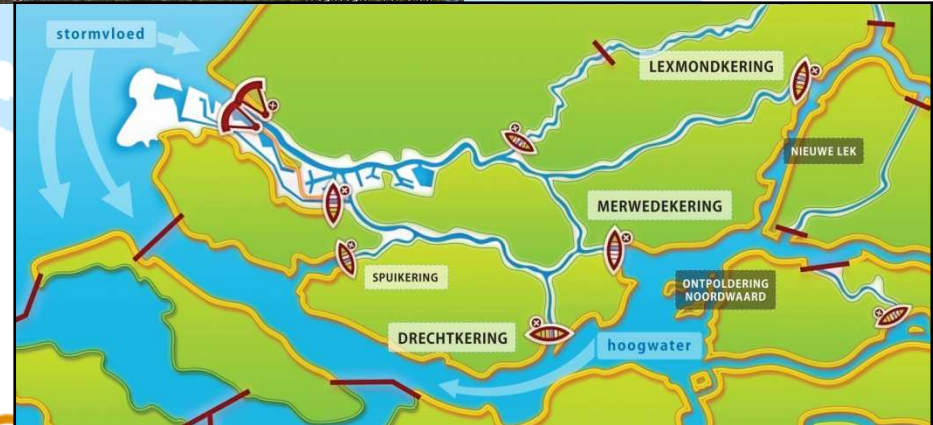 stormvloed
LEXMONDKERING
NIEUWE LEK
MERWEDEKERING
SPUIKERING
ONTPOLDERING
NOORDWAARD
DRECHTKERING
hoogwater